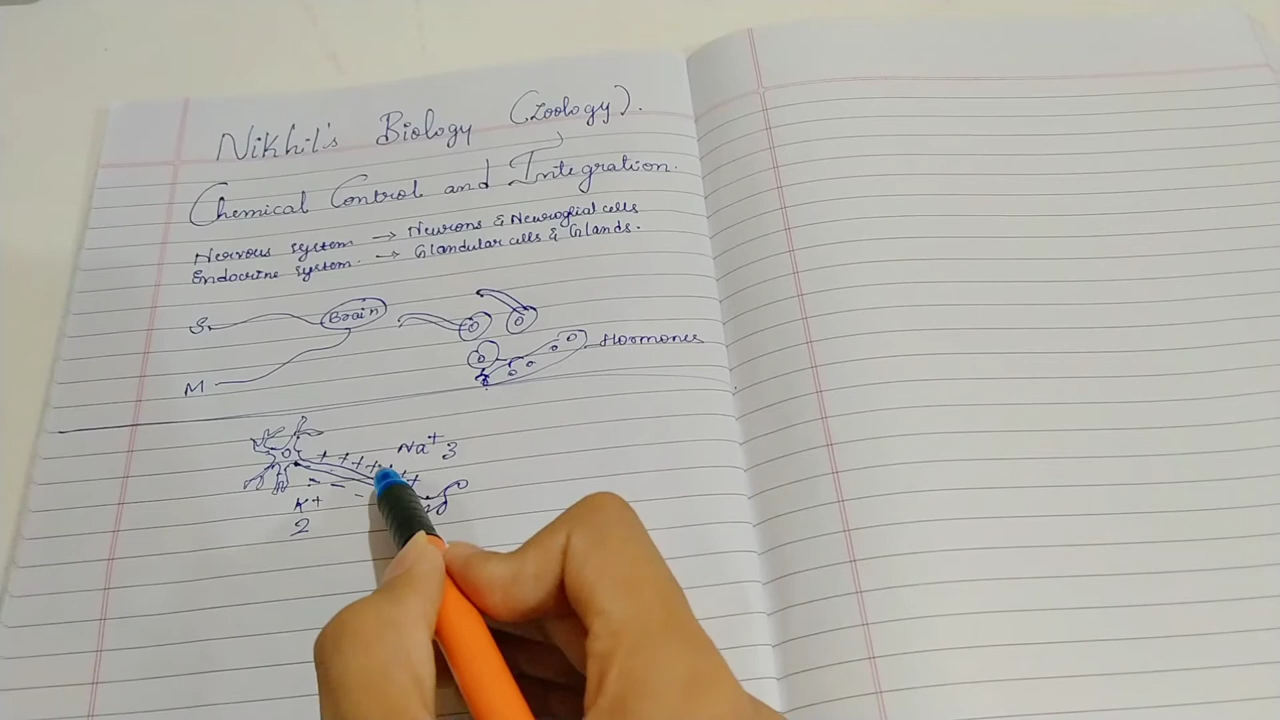 Nikhil's Biology (Zoology).
Chemical Control and Integration.
Nervous system → Neurons & Neuroglial cells
Endocrine system. → Glandular cells & Glands.
S Brain
Hormones
M
+ + + + + + Na+ 3
- - -
K+
2